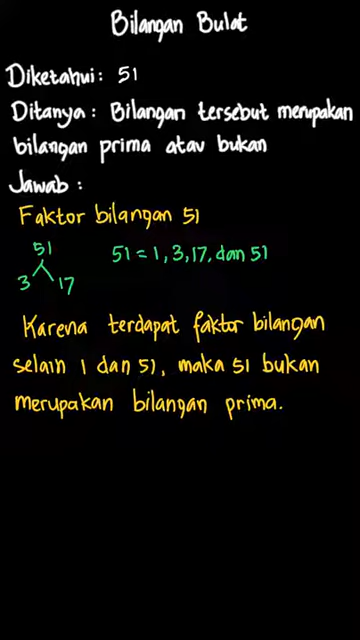 Bilangan Bulat
Diketahui : 51
Ditanya : Bilangan tersebut merupakan
bilangan prima atau bukan
Jawab :
Faktor bilangan 51
51
51 = 1, 3, 17, dan 51
3 17
Karena terdapat faktor bilangan
selain 1 dan 51, maka 51 bukan
merupakan bilangan prima.